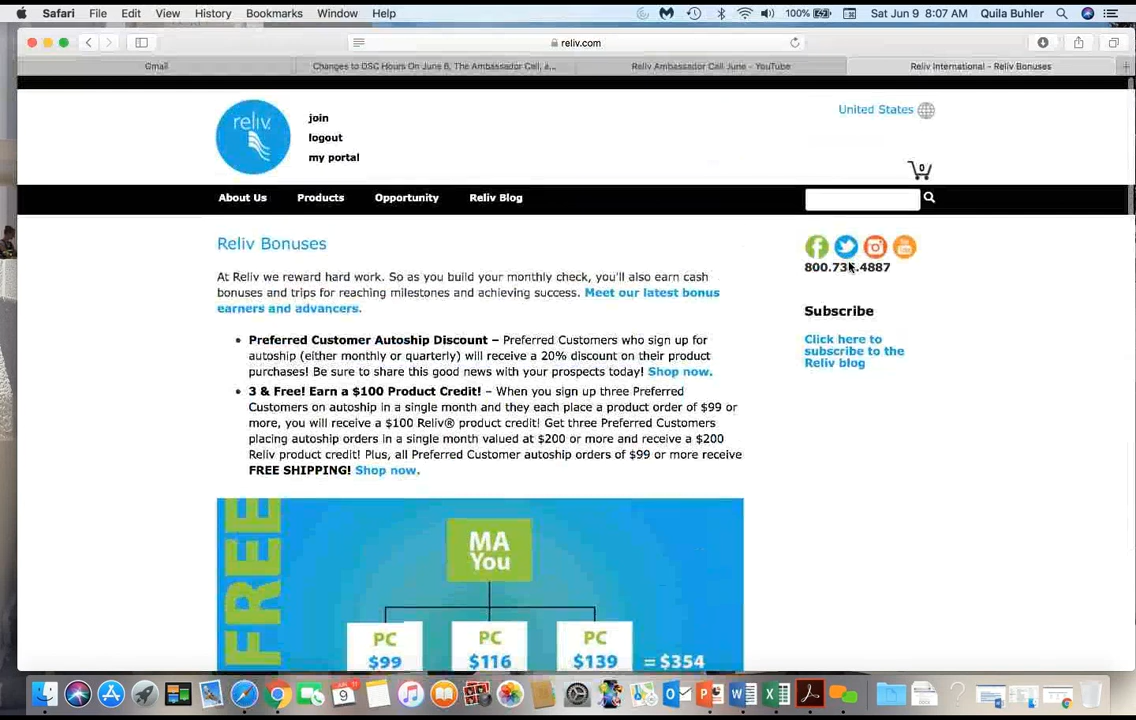 Safari File Edit View History Bookmarks Window Help 100% Sat Jun 9 8:07 AM Quila Buhler
reliv.com
Gmail Changes to DSC Hours On June 8, The Ambassador Call, a... Reliv Ambassador Call June - YouTube Reliv International - Reliv Bonuses
reliv
join
logout
my portal
United States
0
About Us Products Opportunity Reliv Blog
Reliv Bonuses
At Reliv we reward hard work. So as you build your monthly check, you'll also earn cash
bonuses and trips for reaching milestones and achieving success. Meet our latest bonus
earners and advancers.
• Preferred Customer Autoship Discount – Preferred Customers who sign up for
autoship (either monthly or quarterly) will receive a 20% discount on their product
purchases! Be sure to share this good news with your prospects today! Shop now.
• 3 & Free! Earn a $100 Product Credit! – When you sign up three Preferred
Customers on autoship in a single month and they each place a product order of $99 or
more, you will receive a $100 Reliv® product credit! Get three Preferred Customers
placing autoship orders in a single month valued at $200 or more and receive a $200
Reliv product credit! Plus, all Preferred Customer autoship orders of $99 or more receive
FREE SHIPPING! Shop now.
Subscribe
Click here to
subscribe to the
Reliv blog
FREE
MA
You
PC PC PC
$99 $116 $139 = $354
9